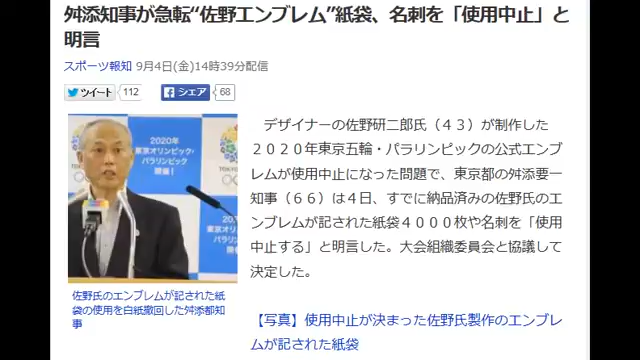 舛添知事が急転“佐野エンブレム”紙袋、名刺を「使用中止」と
明言
スポーツ報知 9月4日(金)14時39分配信
ツイート 112 シェア 68
デザイナーの佐野研二郎氏（４３）が制作した
２０２０年東京五輪・パラリンピックの公式エンブ
レムが使用中止になった問題で、東京都の舛添要一
知事（６６）は４日、すでに納品済みの佐野氏のエ
ンブレムが記された紙袋４０００枚や名刺を「使用
中止する」と明言した。大会組織委員会と協議して
決定した。
2020年
東京オリンピック・
パラリンピック
開催！
佐野氏のエンブレムが記された紙
袋の使用を白紙撤回した舛添都知
事
【写真】使用中止が決まった佐野氏製作のエンブレ
ムが記された紙袋